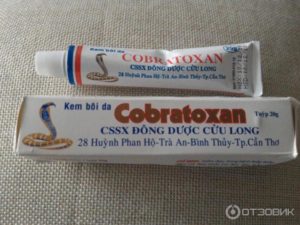 Kem bôi da
COBRATOXAN
CSSX ĐÔNG DƯỢC CỬU LONG
28 Huỳnh Phan Hộ-Trà An-Bình Thủy-Tp.Cần Thơ
Kem bôi da
Cobratoxan
Tuýp 20g
CSSX ĐÔNG DƯỢC CỬU LONG
28 Huỳnh Phan Hộ-Trà An-Bình Thủy-Tp.Cần Thơ
ОТЗОВИК